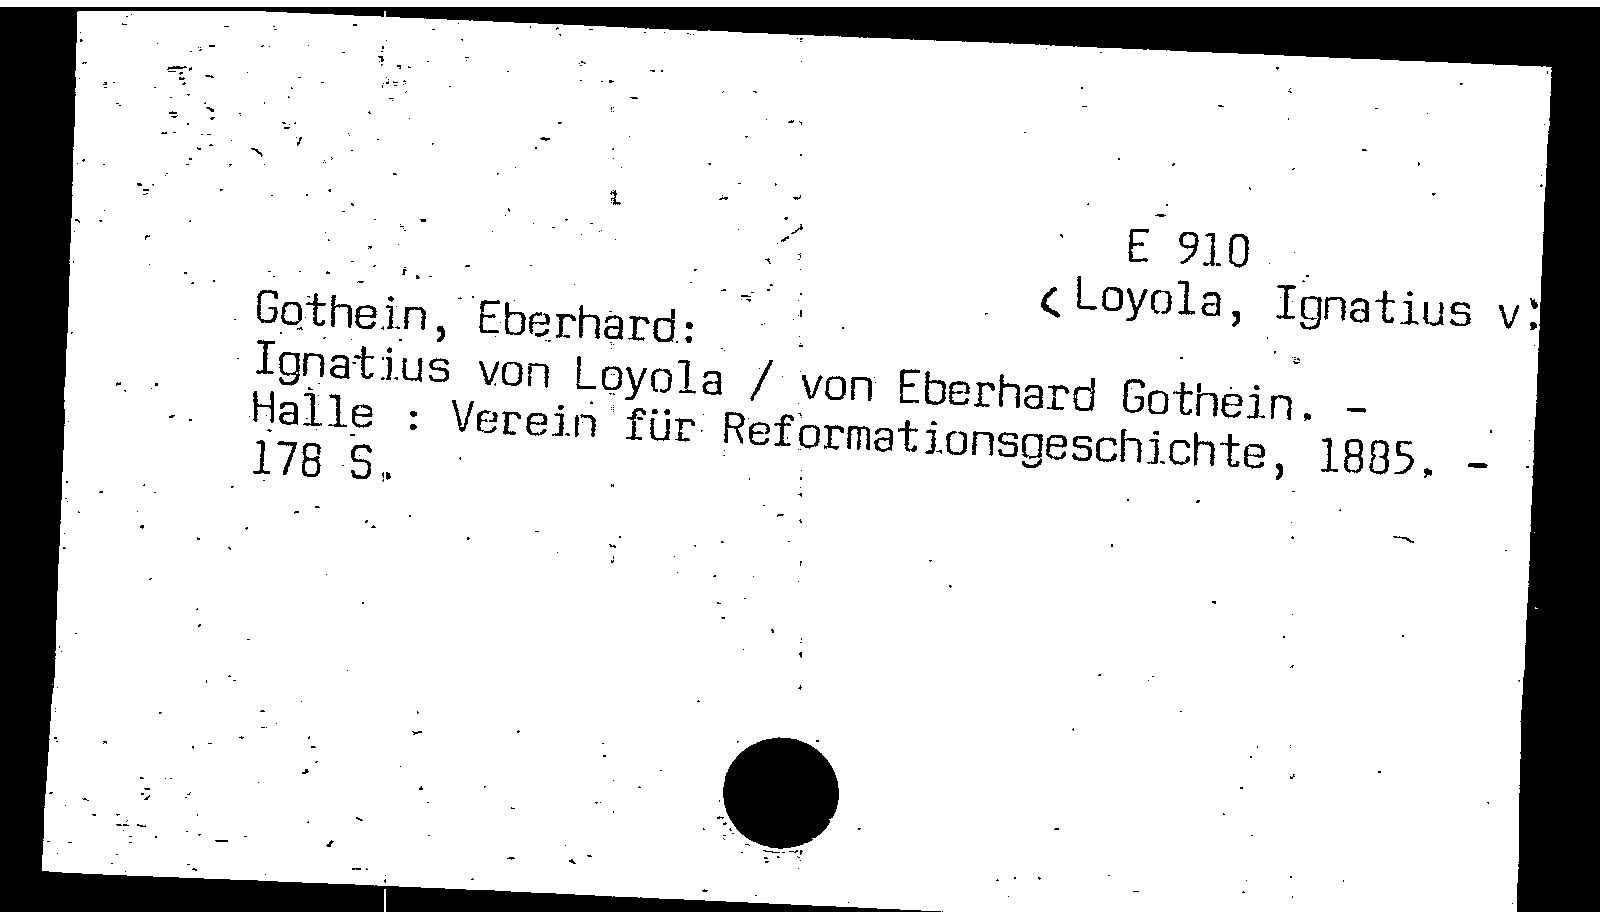 E 910
(Loyola, Ignatius v:
Gothein, Eberhard:
Ignatius von Loyola / von Eberhard Gothein. -
Halle : Verein für Reformationsgeschichte, 1885. -
178 S.